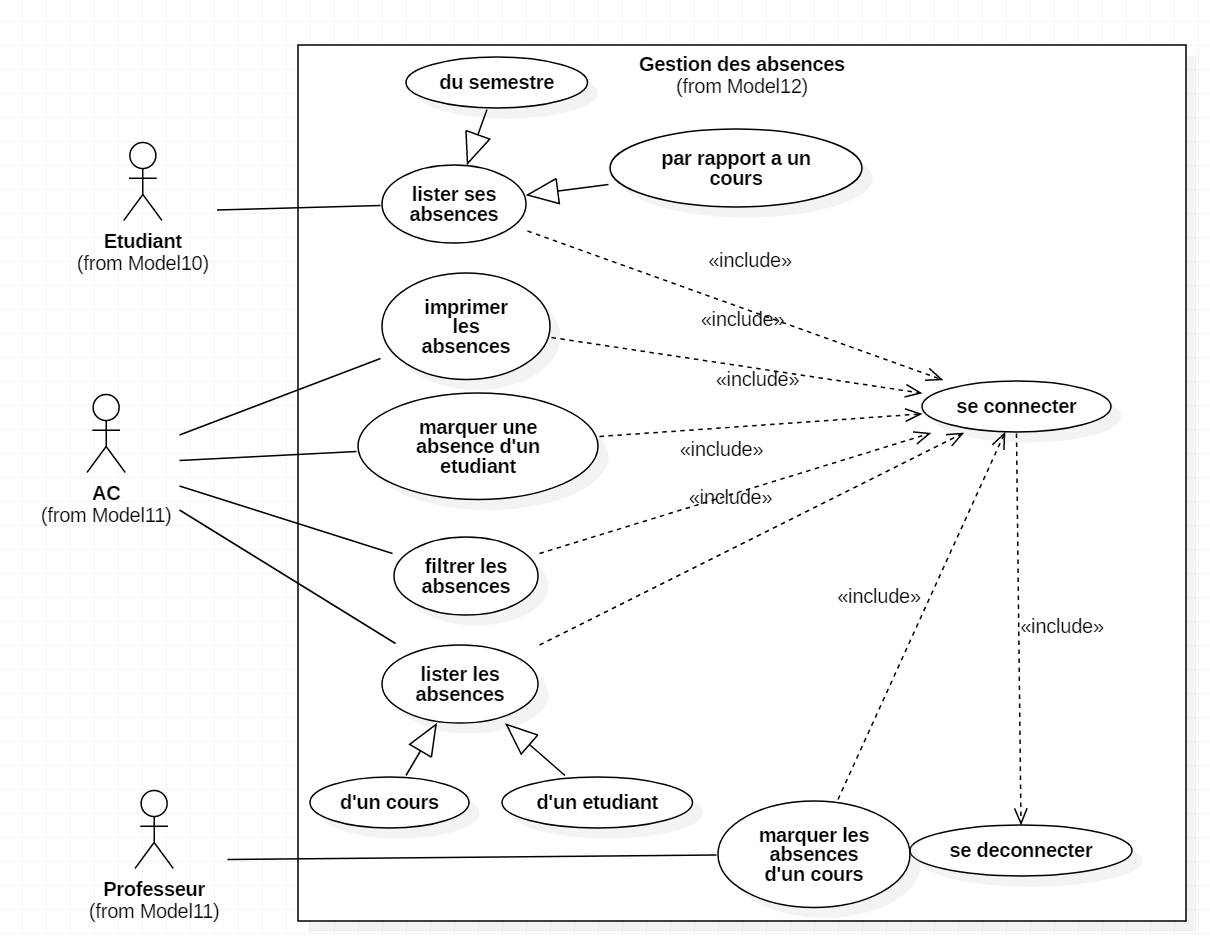 Gestion des absences
(from Model12)
du semestre
par rapport a un
cours
lister ses
absences
Etudiant
(from Model10)
«include»
imprimer
les
absences
«include»
«include»
AC
(from Model11)
se connecter
marquer une
absence d'un
etudiant
«include»
«include»
filtrer les
absences
«include»
«include»
lister les
absences
d'un cours
d'un etudiant
Professeur
(from Model11)
marquer les
absences
d'un cours
se deconnecter